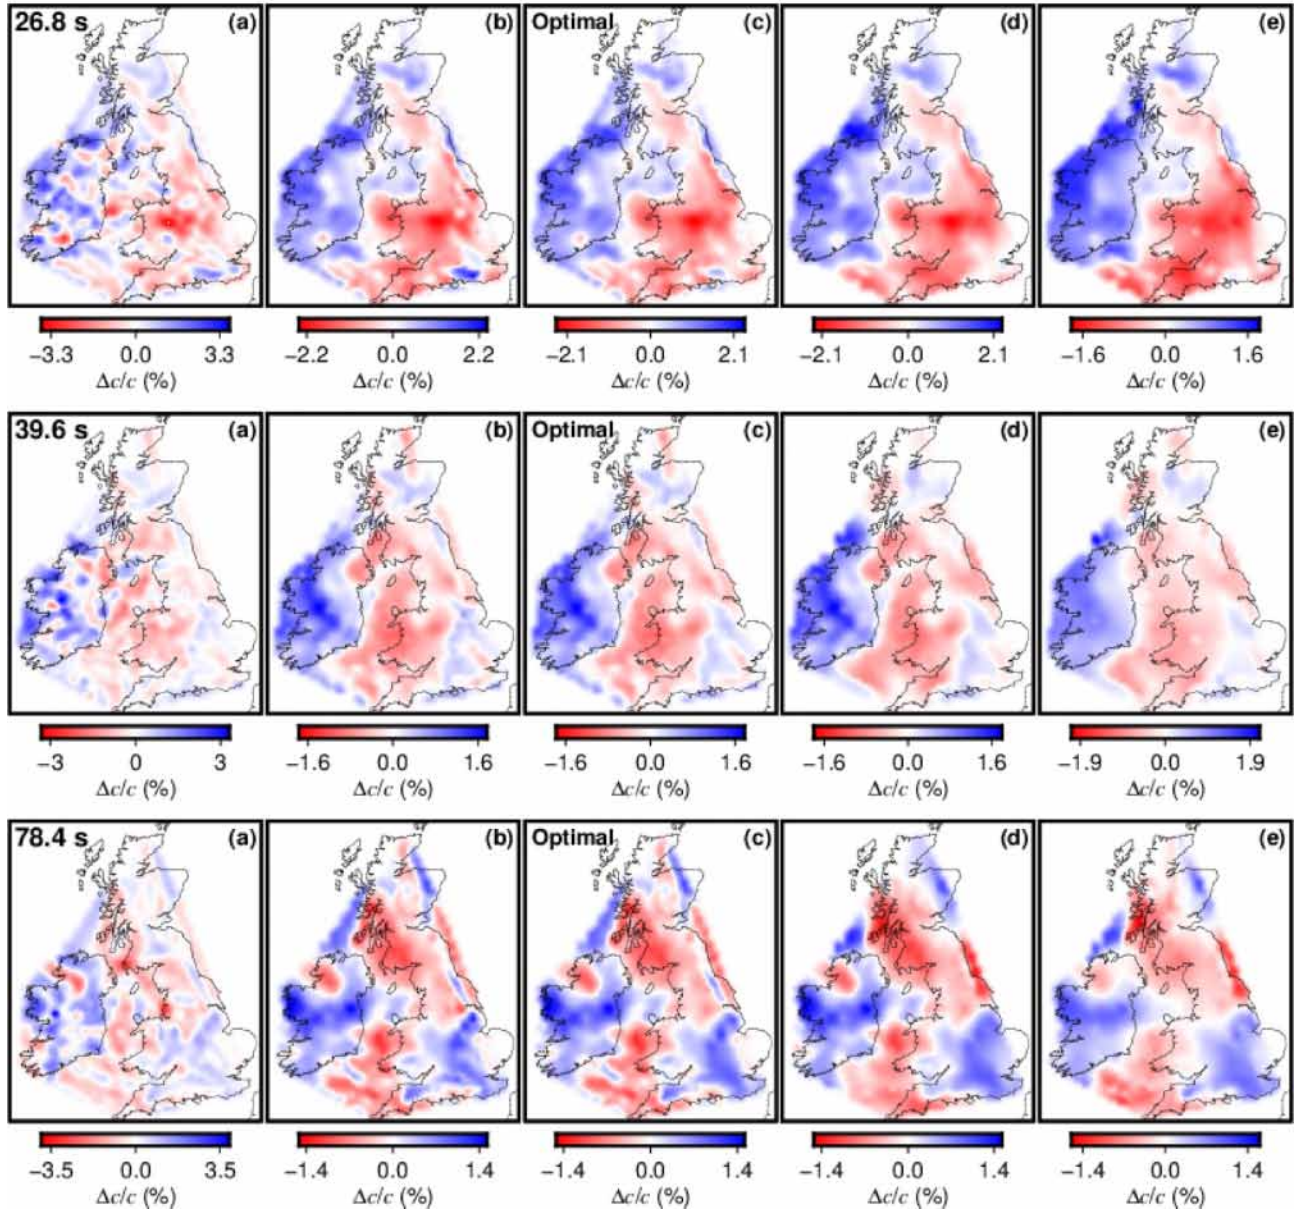 26.8 s (a) (b) Optimal (c) (d) (e)
−3.3 0.0 3.3 −2.2 0.0 2.2 −2.1 0.0 2.1 −2.1 0.0 2.1 −1.6 0.0 1.6
Δc/c (%) Δc/c (%) Δc/c (%) Δc/c (%) Δc/c (%)
39.6 s (a) (b) Optimal (c) (d) (e)
−3 0 3 −1.6 0.0 1.6 −1.6 0.0 1.6 −1.6 0.0 1.6 −1.9 0.0 1.9
Δc/c (%) Δc/c (%) Δc/c (%) Δc/c (%) Δc/c (%)
78.4 s (a) (b) Optimal (c) (d) (e)
−3.5 0.0 3.5 −1.4 0.0 1.4 −1.4 0.0 1.4 −1.4 0.0 1.4 −1.4 0.0 1.4
Δc/c (%) Δc/c (%) Δc/c (%) Δc/c (%) Δc/c (%)